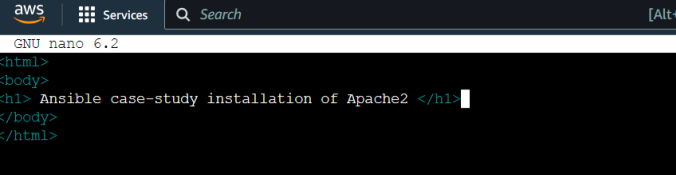 aws Services Search [Alt+
GNU nano 6.2
<html>
<body>
<h1> Ansible case-study installation of Apache2 </h1>
</body>
</html>